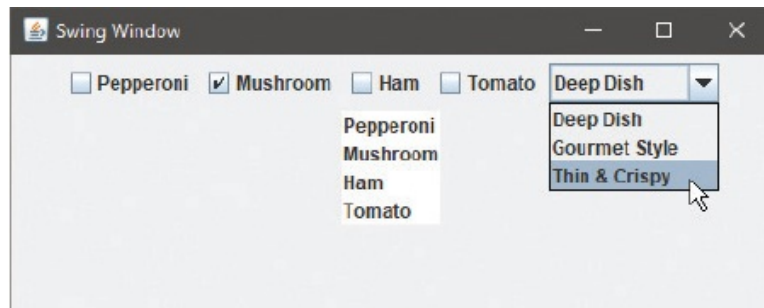 Swing Window
Pepperoni Mushroom Ham Tomato Deep Dish
Pepperoni
Mushroom
Ham
Tomato
Deep Dish
Gourmet Style
Thin & Crispy